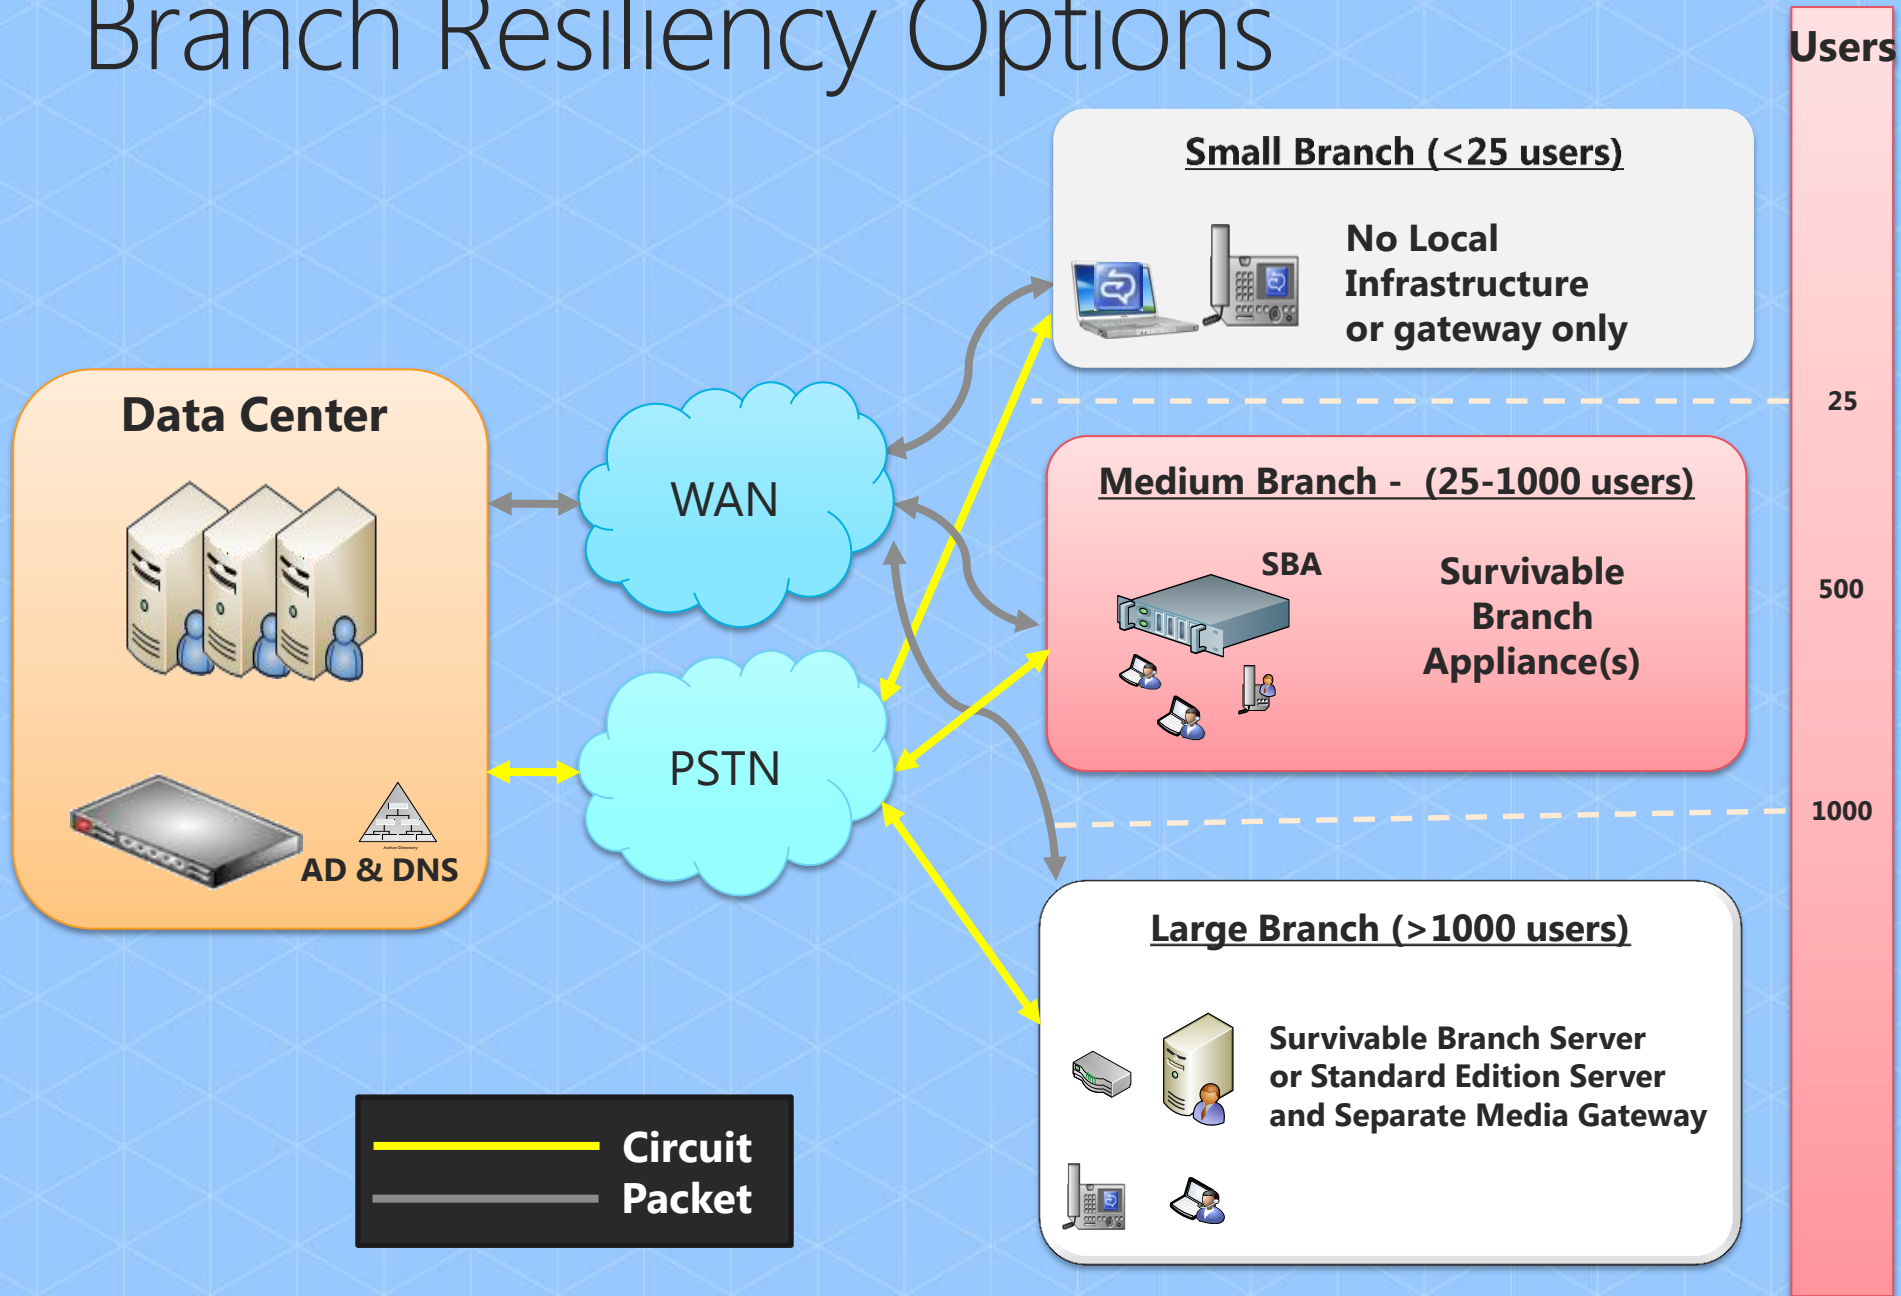 Branch Resiliency Options
Users
Small Branch (<25 users)
No Local
Infrastructure
or gateway only
25
Data Center
WAN
Medium Branch -  (25-1000 users)
SBA
Survivable
Branch
Appliance(s)
500
PSTN
1000
Active Directory
AD & DNS
Large Branch (>1000 users)
Survivable Branch Server
or Standard Edition Server
and Separate Media Gateway
Circuit
Packet